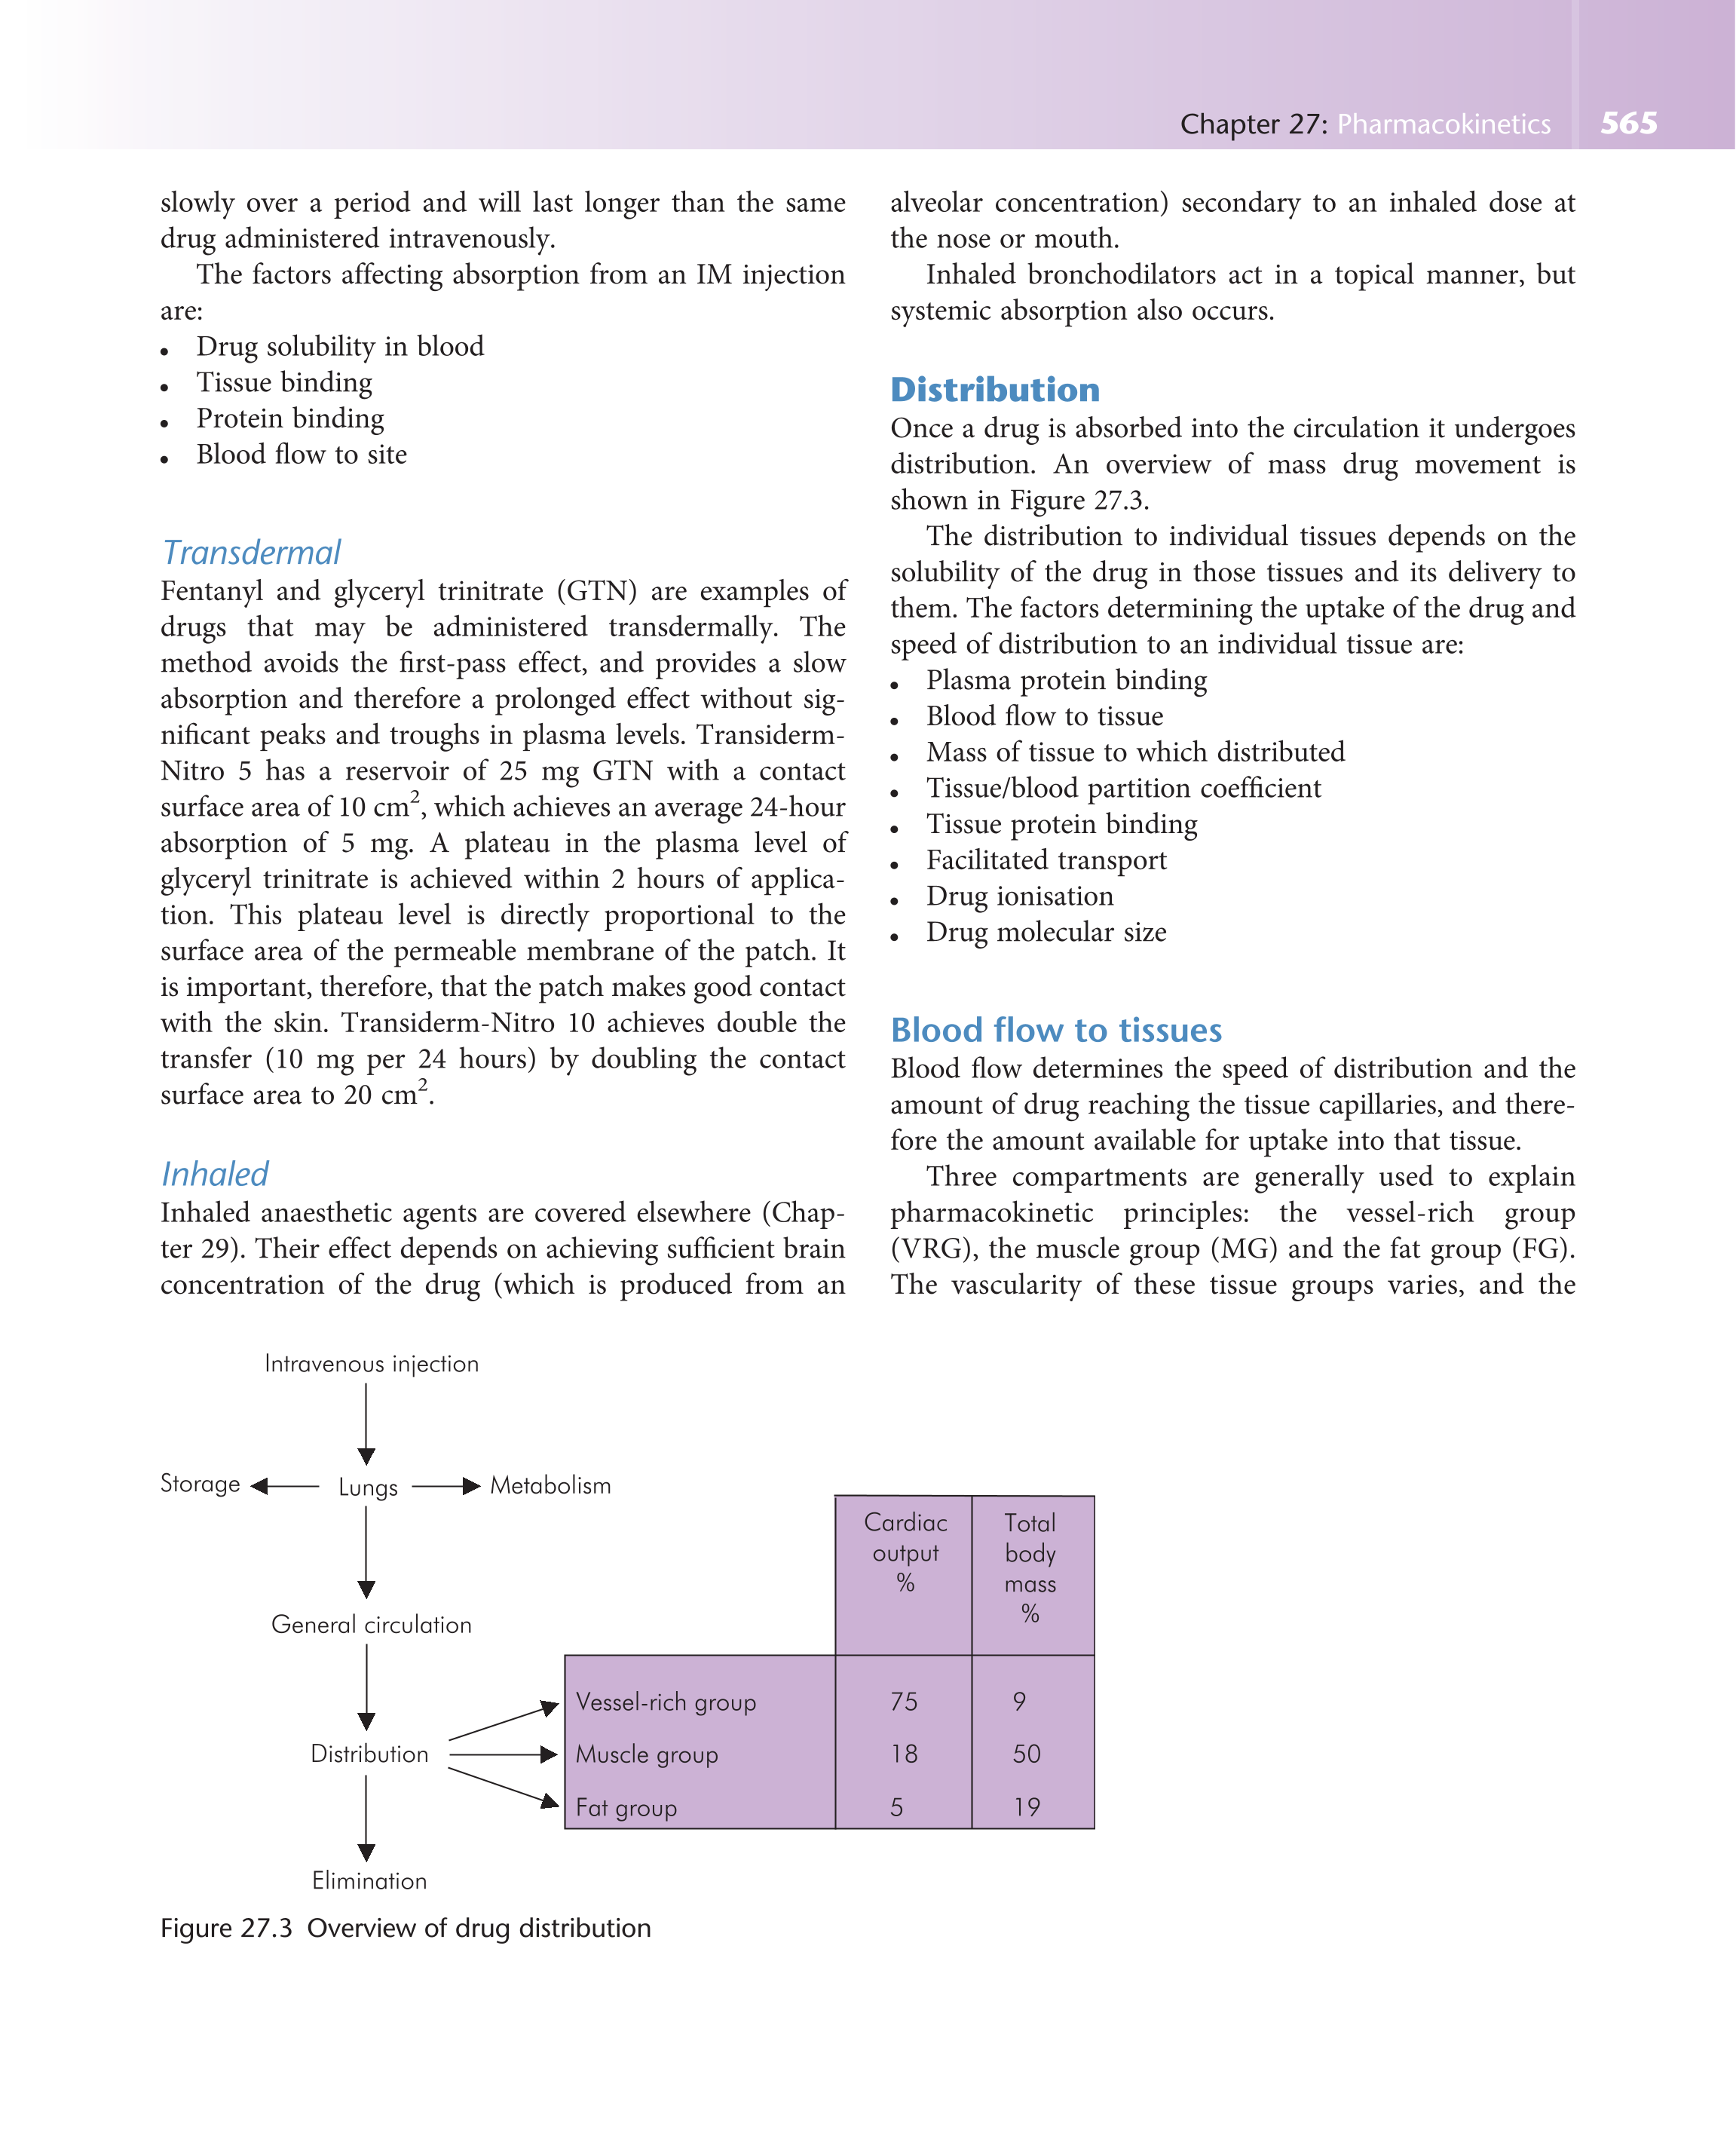 Chapter 27: Pharmacokinetics 565
slowly over a period and will last longer than the same
drug administered intravenously.
The factors affecting absorption from an IM injection
are:
• Drug solubility in blood
• Tissue binding
• Protein binding
• Blood flow to site
Transdermal
Fentanyl and glyceryl trinitrate (GTN) are examples of
drugs that may be administered transdermally. The
method avoids the first-pass effect, and provides a slow
absorption and therefore a prolonged effect without sig-
nificant peaks and troughs in plasma levels. Transiderm-
Nitro 5 has a reservoir of 25 mg GTN with a contact
surface area of 10 cm², which achieves an average 24-hour
absorption of 5 mg. A plateau in the plasma level of
glyceryl trinitrate is achieved within 2 hours of applica-
tion. This plateau level is directly proportional to the
surface area of the permeable membrane of the patch. It
is important, therefore, that the patch makes good contact
with the skin. Transiderm-Nitro 10 achieves double the
transfer (10 mg per 24 hours) by doubling the contact
surface area to 20 cm².
Inhaled
Inhaled anaesthetic agents are covered elsewhere (Chap-
ter 29). Their effect depends on achieving sufficient brain
concentration of the drug (which is produced from an
alveolar concentration) secondary to an inhaled dose at
the nose or mouth.
Inhaled bronchodilators act in a topical manner, but
systemic absorption also occurs.
Distribution
Once a drug is absorbed into the circulation it undergoes
distribution. An overview of mass drug movement is
shown in Figure 27.3.
The distribution to individual tissues depends on the
solubility of the drug in those tissues and its delivery to
them. The factors determining the uptake of the drug and
speed of distribution to an individual tissue are:
• Plasma protein binding
• Blood flow to tissue
• Mass of tissue to which distributed
• Tissue/blood partition coefficient
• Tissue protein binding
• Facilitated transport
• Drug ionisation
• Drug molecular size
Blood flow to tissues
Blood flow determines the speed of distribution and the
amount of drug reaching the tissue capillaries, and there-
fore the amount available for uptake into that tissue.
Three compartments are generally used to explain
pharmacokinetic principles: the vessel-rich group
(VRG), the muscle group (MG) and the fat group (FG).
The vascularity of these tissue groups varies, and the
Intravenous injection
Storage Lungs Metabolism
General circulation
Distribution
Elimination
Cardiac
output
%
Total
body
mass
%
Vessel-rich group 75 9
Muscle group 18 50
Fat group 5 19
Figure 27.3 Overview of drug distribution